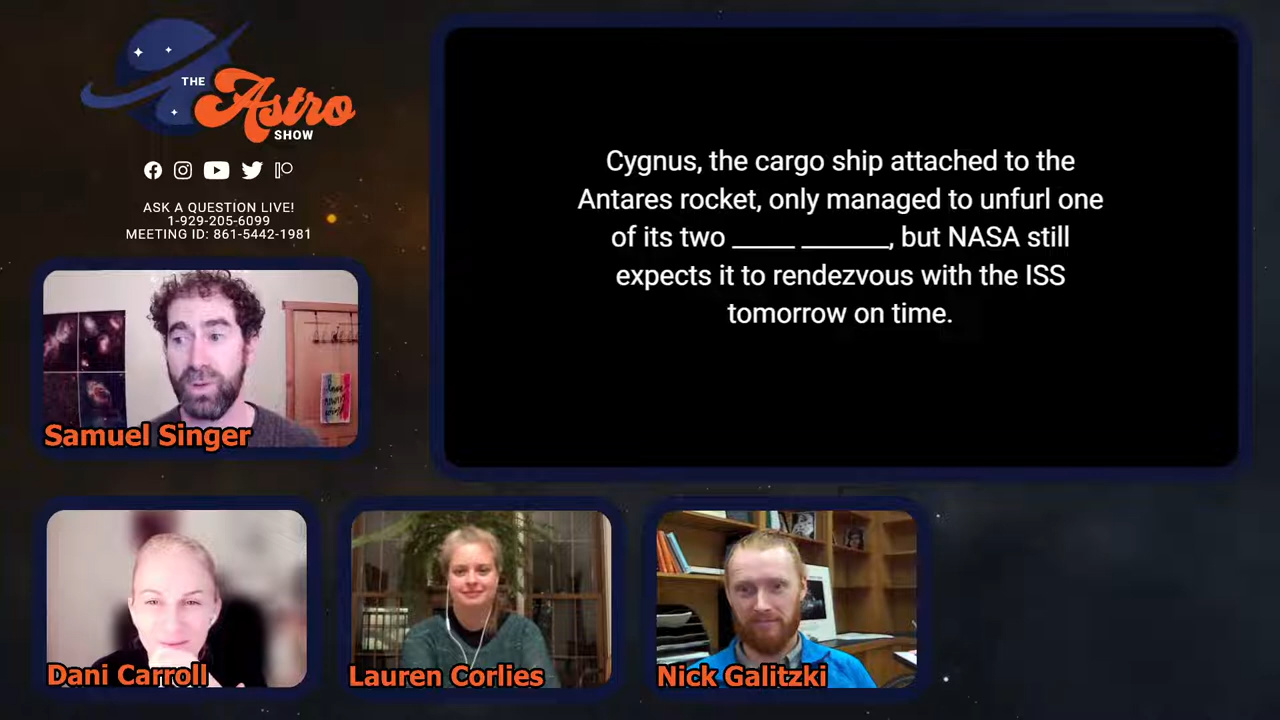 THE
Astro
SHOW
ASK A QUESTION LIVE!
1-929-205-6099
MEETING ID: 861-5442-1981
Cygnus, the cargo ship attached to the
Antares rocket, only managed to unfurl one
of its two _____ _______, but NASA still
expects it to rendezvous with the ISS
tomorrow on time.
Samuel Singer
Dani Carroll
Lauren Corlies
Nick Galitzki